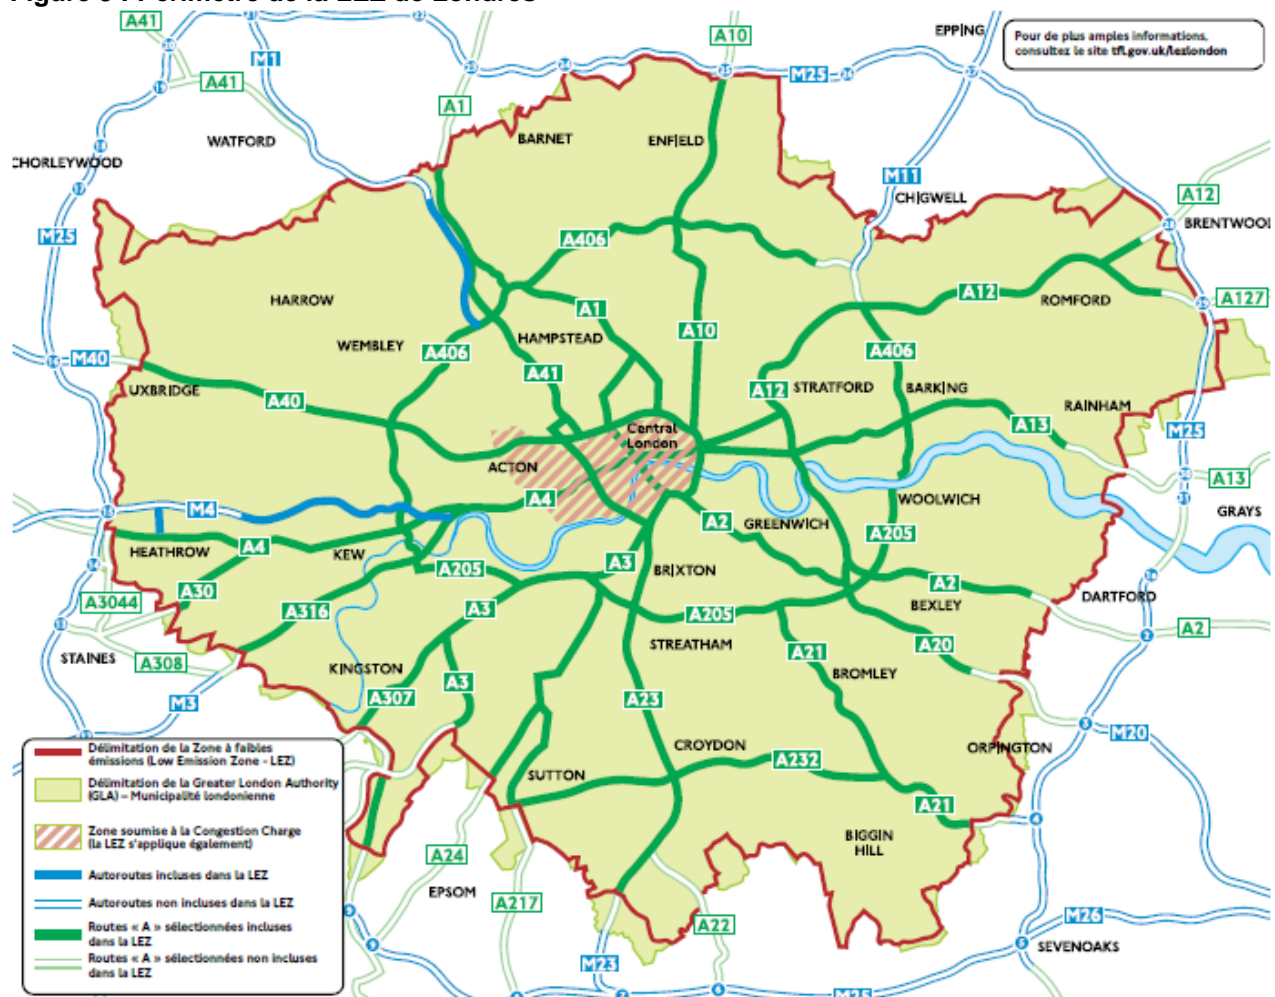 A41
A10
EPPING
Pour de plus amples informations,
consultez le site tfl.gov.uk/lezlondon
M1
M25
A41
A1
WATFORD
BARNET
ENFIELD
CHORLEYWOOD
M11
CHIGWELL
A12
BRENTWOO
M25
A406
HARROW
A12
ROMFORD
A127
A1
HAMPSTEAD
A10
WEMBLEY
A406
A406
M40
UXBRIDGE
A41
A12
STRATFORD
BARKING
A40
RAINHAM
Central
London
A13
M25
ACTON
A13
M4
A4
WOOLWICH
GRAYS
A2
GREENWICH
HEATHROW
A4
KEW
A205
A3
BRIXTON
A205
A2
DARTFORD
A3044
A30
A316
A3
A205
BEXLEY
A2
STAINES
A308
STREATHAM
A21
A20
KINGSTON
BROMLEY
A307
A3
A23
M3
M20
CROYDON
ORPINGTON
SUTTON
A232
A21
BIGGIN
HILL
A24
EPSOM
A217
A22
M26
SEVENOAKS
M23
M25
Délimitation de la Zone à faibles
émissions (Low Emission Zone - LEZ)
Délimitation de la Greater London Authority
(GLA) – Municipalité londonienne
Zone soumise à la Congestion Charge
(la LEZ s'applique également)
Autoroutes incluses dans la LEZ
Autoroutes non incluses dans la LEZ
Routes « A » sélectionnées incluses
dans la LEZ
Routes « A » sélectionnées non incluses
dans la LEZ